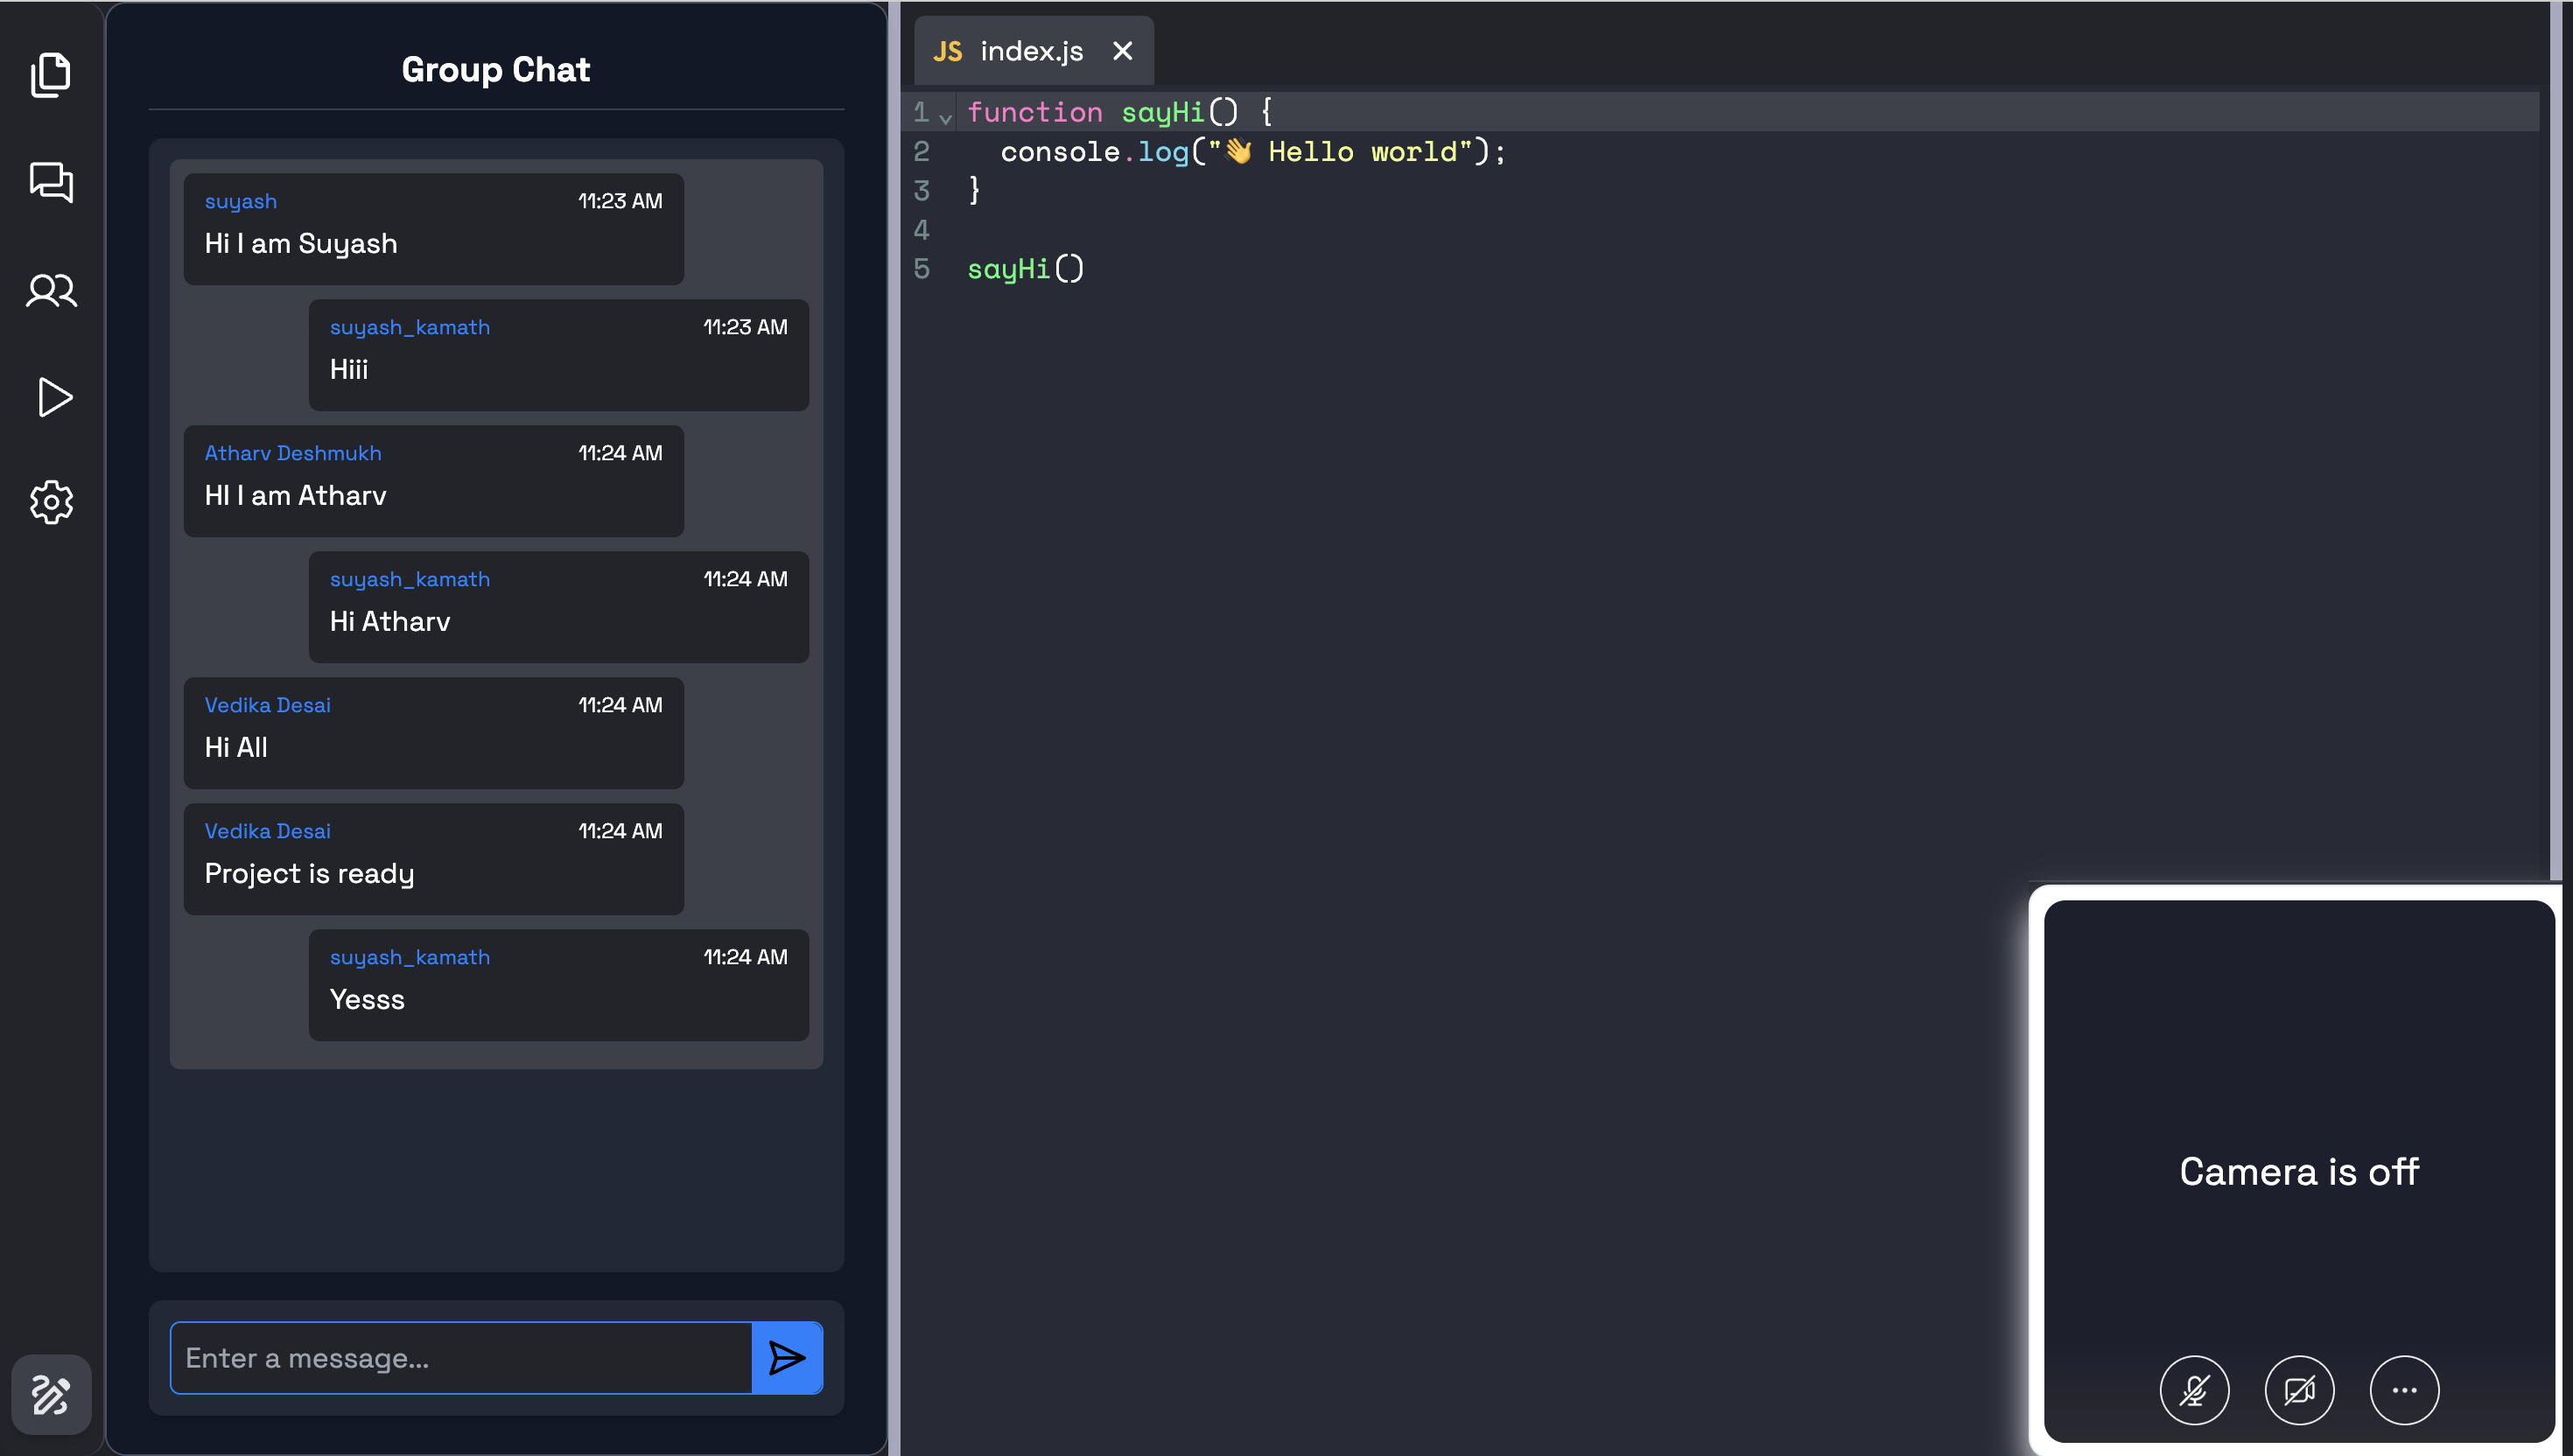 Group Chat
suyash 11:23 AM
Hi I am Suyash
suyash_kamath 11:23 AM
Hiii
Atharv Deshmukh 11:24 AM
HI I am Atharv
suyash_kamath 11:24 AM
Hi Atharv
Vedika Desai 11:24 AM
Hi All
Vedika Desai 11:24 AM
Project is ready
suyash_kamath 11:24 AM
Yesss
Enter a message...
JS index.js
1 function sayHi() {
2 console.log("👋 Hello world");
3 }
4
5 sayHi()
Camera is off